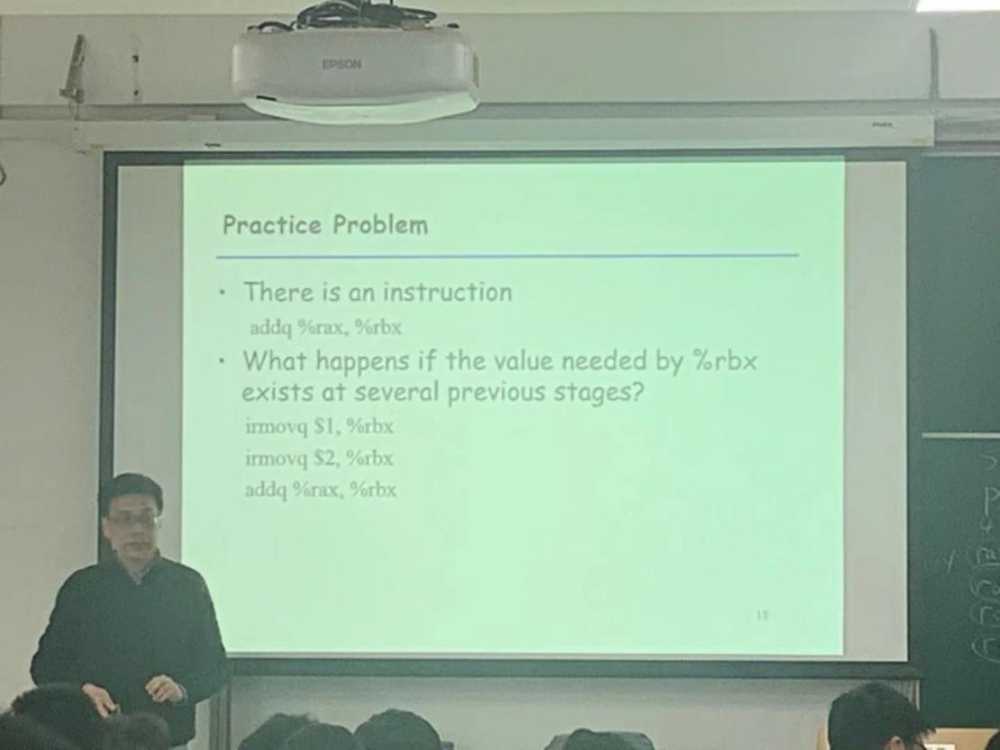 EPSON
Practice Problem
• There is an instruction
addq %rax, %rbx
• What happens if the value needed by %rbx
exists at several previous stages?
irmovq $1, %rbx
irmovq $2, %rbx
addq %rax, %rbx
18